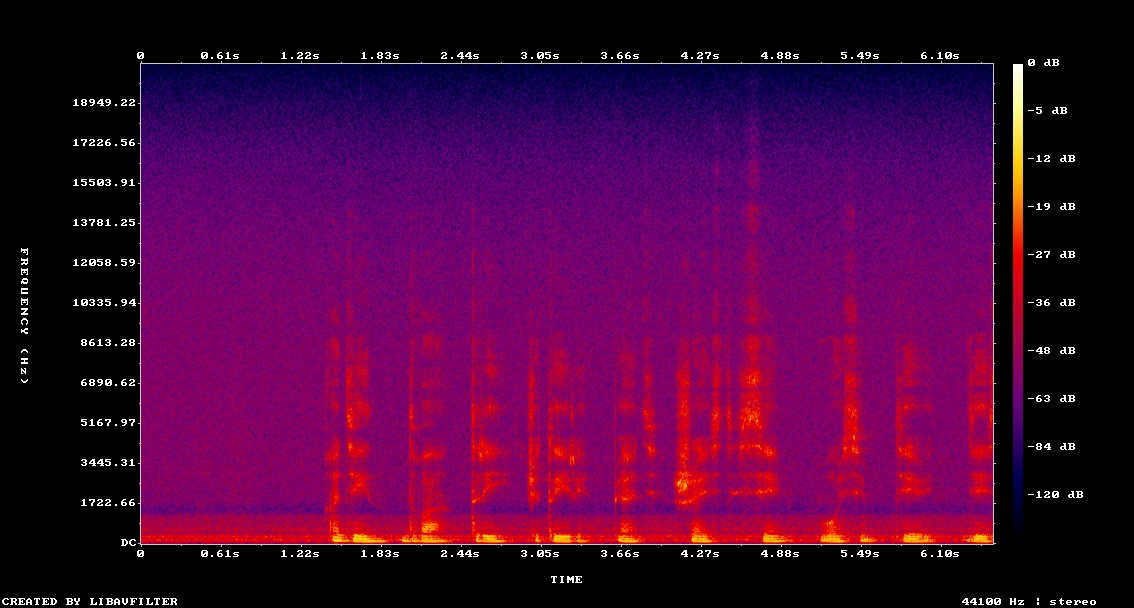 0 0.61s 1.22s 1.83s 2.44s 3.05s 3.66s 4.27s 4.88s 5.49s 6.10s
0 dB
-5 dB
-12 dB
-19 dB
-27 dB
-36 dB
-48 dB
-63 dB
-84 dB
-120 dB
18949.22
17226.56
15503.91
13781.25
12058.59
10335.94
8613.28
6890.62
5167.97
3445.31
1722.66
DC
FREQUENCY (Hz)
0 0.61s 1.22s 1.83s 2.44s 3.05s 3.66s 4.27s 4.88s 5.49s 6.10s
TIME
CREATED BY LIBAVFILTER
44100 Hz | stereo